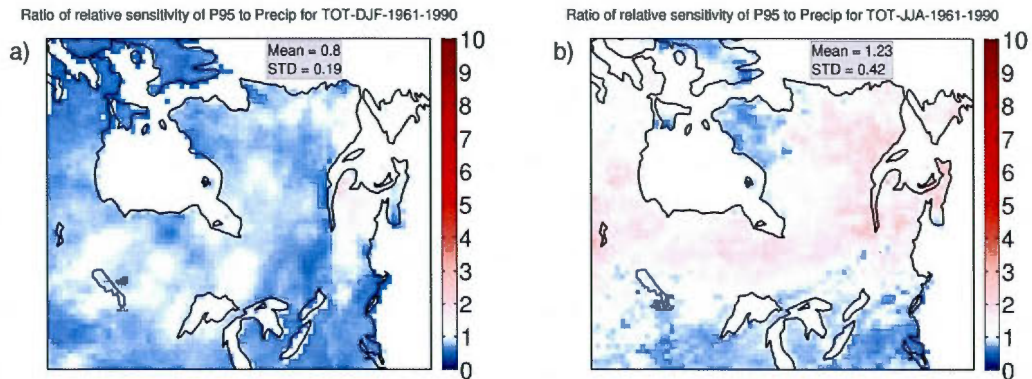 Ratio of relative sensitivity of P95 to Precip for TOT-DJF-1961-1990
a)
Mean = 0.8
STD = 0.19
10
9
8
7
6
5
4
3
2
1
0
Ratio of relative sensitivity of P95 to Precip for TOT-JJA-1961-1990
b)
Mean = 1.23
STD = 0.42
10
9
8
7
6
5
4
3
2
1
0